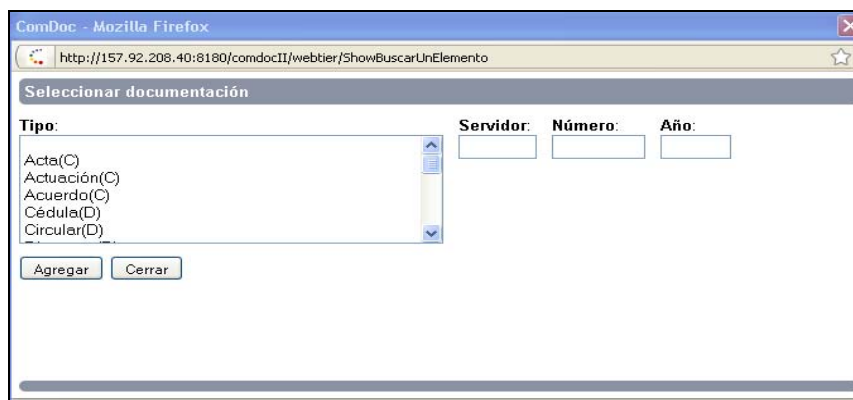 ComDoc - Mozilla Firefox
http://157.92.208.40:8180/comdocII/webtier/ShowBuscarUnElemento
Seleccionar documentación
Tipo: Servidor: Número: Año:
Acta(C)
Actuación(C)
Acuerdo(C)
Cédula(D)
Circular(D)
Agregar Cerrar